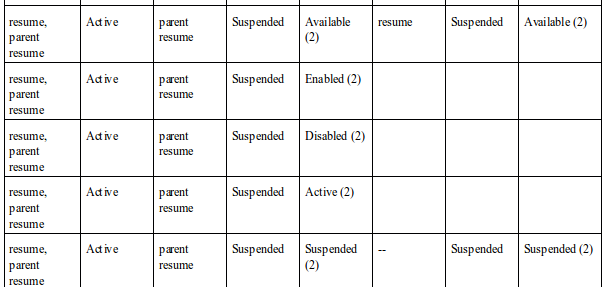 resume, parent resume Active parent resume Suspended Available (2) resume Suspended Available (2)
resume, parent resume Active parent resume Suspended Enabled (2)
resume, parent resume Active parent resume Suspended Disabled (2)
resume, parent resume Active parent resume Suspended Active (2)
resume, parent resume Active parent resume Suspended Suspended (2) -- Suspended Suspended (2)